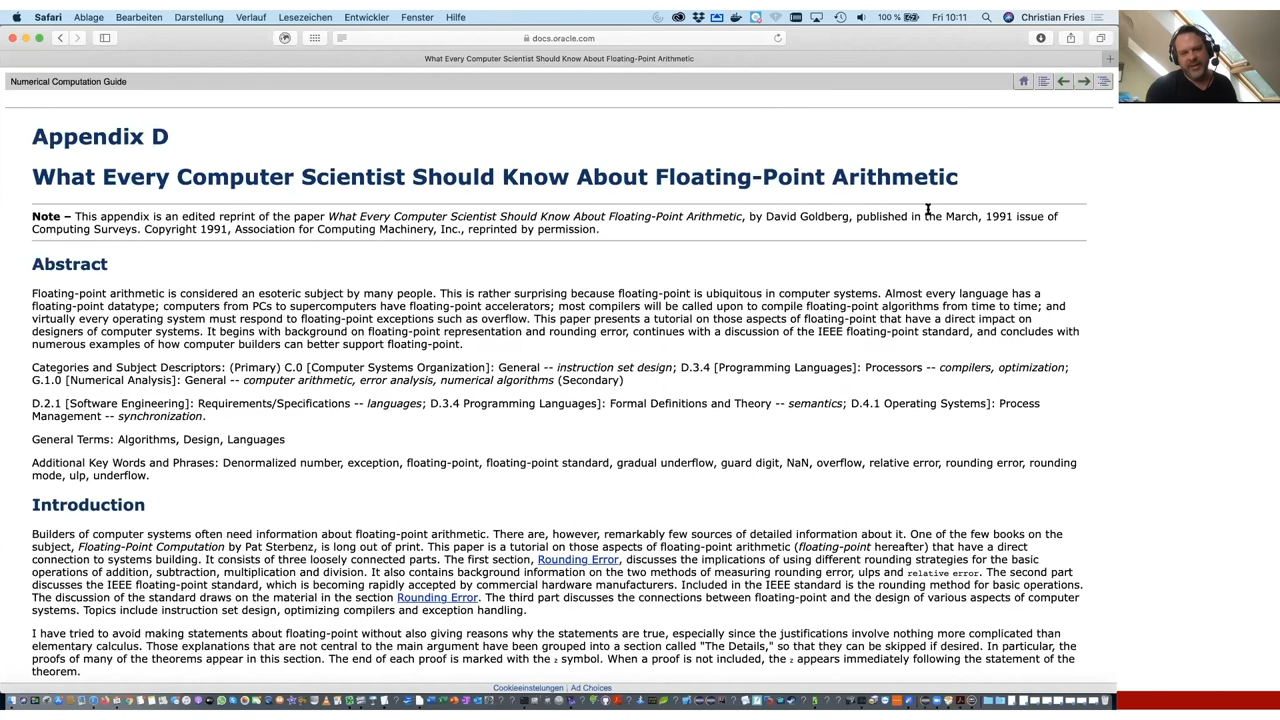 Safari Ablage Bearbeiten Darstellung Verlauf Lesezeichen Entwickler Fenster Hilfe 100 % Fri 10:11 Christian Fries
docs.oracle.com
What Every Computer Scientist Should Know About Floating-Point Arithmetic
Numerical Computation Guide
Appendix D
What Every Computer Scientist Should Know About Floating-Point Arithmetic
Note – This appendix is an edited reprint of the paper What Every Computer Scientist Should Know About Floating-Point Arithmetic, by David Goldberg, published in the March, 1991 issue of
Computing Surveys. Copyright 1991, Association for Computing Machinery, Inc., reprinted by permission.
Abstract
Floating-point arithmetic is considered an esoteric subject by many people. This is rather surprising because floating-point is ubiquitous in computer systems. Almost every language has a
floating-point datatype; computers from PCs to supercomputers have floating-point accelerators; most compilers will be called upon to compile floating-point algorithms from time to time; and
virtually every operating system must respond to floating-point exceptions such as overflow. This paper presents a tutorial on those aspects of floating-point that have a direct impact on
designers of computer systems. It begins with background on floating-point representation and rounding error, continues with a discussion of the IEEE floating-point standard, and concludes with
numerous examples of how computer builders can better support floating-point.
Categories and Subject Descriptors: (Primary) C.0 [Computer Systems Organization]: General -- instruction set design; D.3.4 [Programming Languages]: Processors -- compilers, optimization;
G.1.0 [Numerical Analysis]: General -- computer arithmetic, error analysis, numerical algorithms (Secondary)
D.2.1 [Software Engineering]: Requirements/Specifications -- languages; D.3.4 Programming Languages]: Formal Definitions and Theory -- semantics; D.4.1 Operating Systems]: Process
Management -- synchronization.
General Terms: Algorithms, Design, Languages
Additional Key Words and Phrases: Denormalized number, exception, floating-point, floating-point standard, gradual underflow, guard digit, NaN, overflow, relative error, rounding error, rounding
mode, ulp, underflow.
Introduction
Builders of computer systems often need information about floating-point arithmetic. There are, however, remarkably few sources of detailed information about it. One of the few books on the
subject, Floating-Point Computation by Pat Sterbenz, is long out of print. This paper is a tutorial on those aspects of floating-point arithmetic (floating-point hereafter) that have a direct
connection to systems building. It consists of three loosely connected parts. The first section, Rounding Error, discusses the implications of using different rounding strategies for the basic
operations of addition, subtraction, multiplication and division. It also contains background information on the two methods of measuring rounding error, ulps and relative error. The second part
discusses the IEEE floating-point standard, which is becoming rapidly accepted by commercial hardware manufacturers. Included in the IEEE standard is the rounding method for basic operations.
The discussion of the standard draws on the material in the section Rounding Error. The third part discusses the connections between floating-point and the design of various aspects of computer
systems. Topics include instruction set design, optimizing compilers and exception handling.
I have tried to avoid making statements about floating-point without also giving reasons why the statements are true, especially since the justifications involve nothing more complicated than
elementary calculus. Those explanations that are not central to the main argument have been grouped into a section called "The Details," so that they can be skipped if desired. In particular, the
proofs of many of the theorems appear in this section. The end of each proof is marked with the z symbol. When a proof is not included, the z appears immediately following the statement of the
theorem.
Cookieeinstellungen | Ad Choices